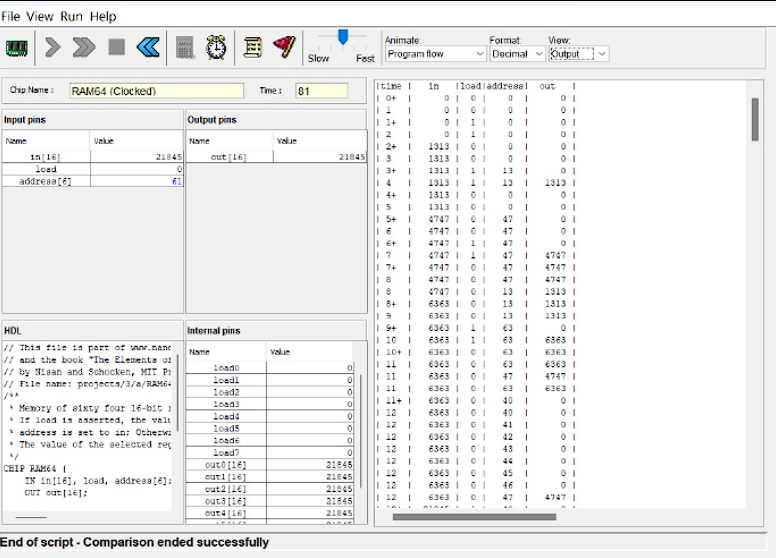 File View Run Help
Slow Fast
Animate:
Program flow
Format:
Decimal
View:
Output
Chip Name : RAM64 (Clocked) Time : 81
Input pins
Name Value
in[16] 21845
load 0
address[6] 61
Output pins
Name Value
out[16] 21845
HDL
// This file is part of www.nand
// and the book "The Elements of
// by Nisan and Schocken, MIT Pr
// File name: projects/3/a/RAM64
/**
* Memory of sixty four 16-bit r
* If load is asserted, the valu
* address is set to in; Otherwi
* The value of the selected reg
*/
CHIP RAM64 {
IN in[16], load, address[6];
OUT out[16];
Internal pins
Name Value
load0 0
load1 0
load2 0
load3 0
load4 0
load5 0
load6 0
load7 0
out0[16] 21845
out1[16] 21845
out2[16] 21845
out3[16] 21845
out4[16] 21845
|time | in |load|address| out |
| 0+ | 0 | 0 | 0 | 0 |
| 1 | 0 | 0 | 0 | 0 |
| 1+ | 0 | 1 | 0 | 0 |
| 2 | 0 | 1 | 0 | 0 |
| 2+ | 1313 | 0 | 0 | 0 |
| 3 | 1313 | 0 | 0 | 0 |
| 3+ | 1313 | 1 | 13 | 0 |
| 4 | 1313 | 1 | 13 | 1313 |
| 4+ | 1313 | 0 | 0 | 0 |
| 5 | 1313 | 0 | 0 | 0 |
| 5+ | 4747 | 0 | 47 | 0 |
| 6 | 4747 | 0 | 47 | 0 |
| 6+ | 4747 | 1 | 47 | 0 |
| 7 | 4747 | 1 | 47 | 4747 |
| 7+ | 4747 | 0 | 47 | 4747 |
| 8 | 4747 | 0 | 47 | 4747 |
| 8 | 4747 | 0 | 13 | 1313 |
| 8+ | 6363 | 0 | 13 | 1313 |
| 9 | 6363 | 0 | 13 | 1313 |
| 9+ | 6363 | 1 | 63 | 0 |
| 10 | 6363 | 1 | 63 | 6363 |
| 10+ | 6363 | 0 | 63 | 6363 |
| 11 | 6363 | 0 | 63 | 6363 |
| 11 | 6363 | 0 | 47 | 4747 |
| 11 | 6363 | 0 | 63 | 6363 |
| 11+ | 6363 | 0 | 40 | 0 |
| 12 | 6363 | 0 | 40 | 0 |
| 12 | 6363 | 0 | 41 | 0 |
| 12 | 6363 | 0 | 42 | 0 |
| 12 | 6363 | 0 | 43 | 0 |
| 12 | 6363 | 0 | 44 | 0 |
| 12 | 6363 | 0 | 45 | 0 |
| 12 | 6363 | 0 | 46 | 0 |
| 12 | 6363 | 0 | 47 | 4747 |
End of script - Comparison ended successfully